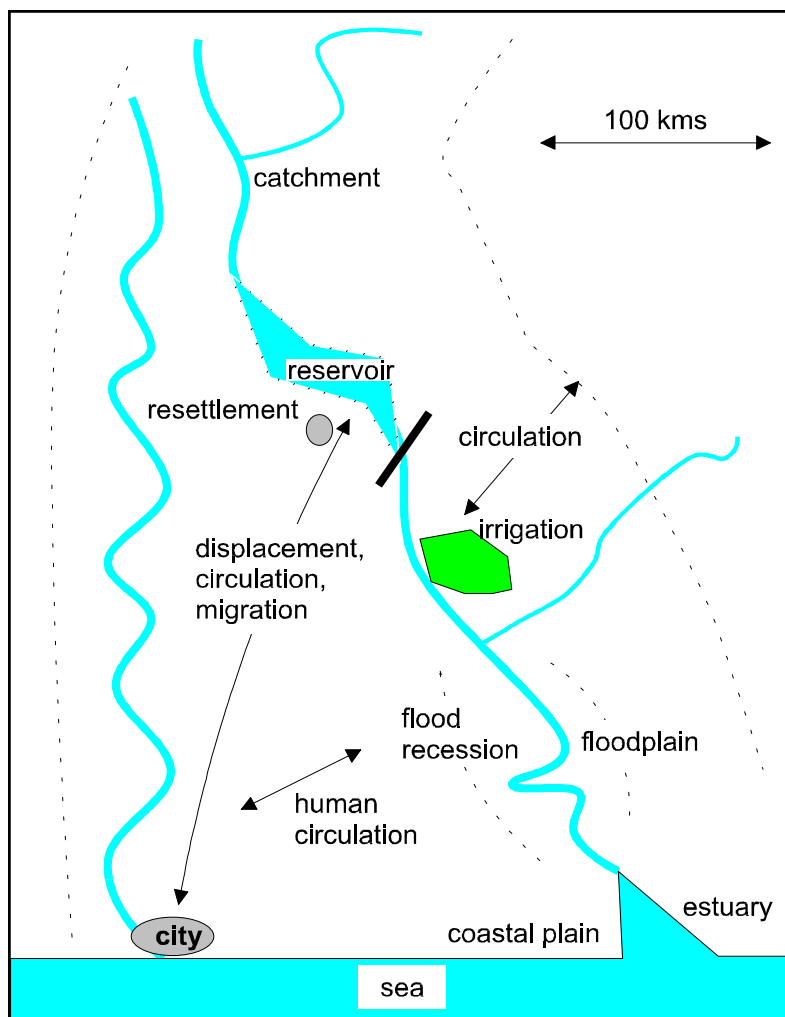 100 kms
catchment
reservoir
resettlement
circulation
irrigation
displacement,
circulation,
migration
flood
recession
floodplain
human
circulation
estuary
city
coastal plain
sea